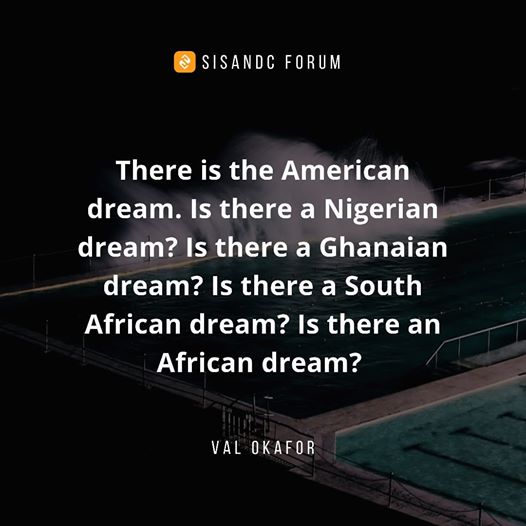 SISANDC FORUM
There is the American
dream. Is there a Nigerian
dream? Is there a Ghanaian
dream? Is there a South
African dream? Is there an
African dream?
VAL OKAFOR